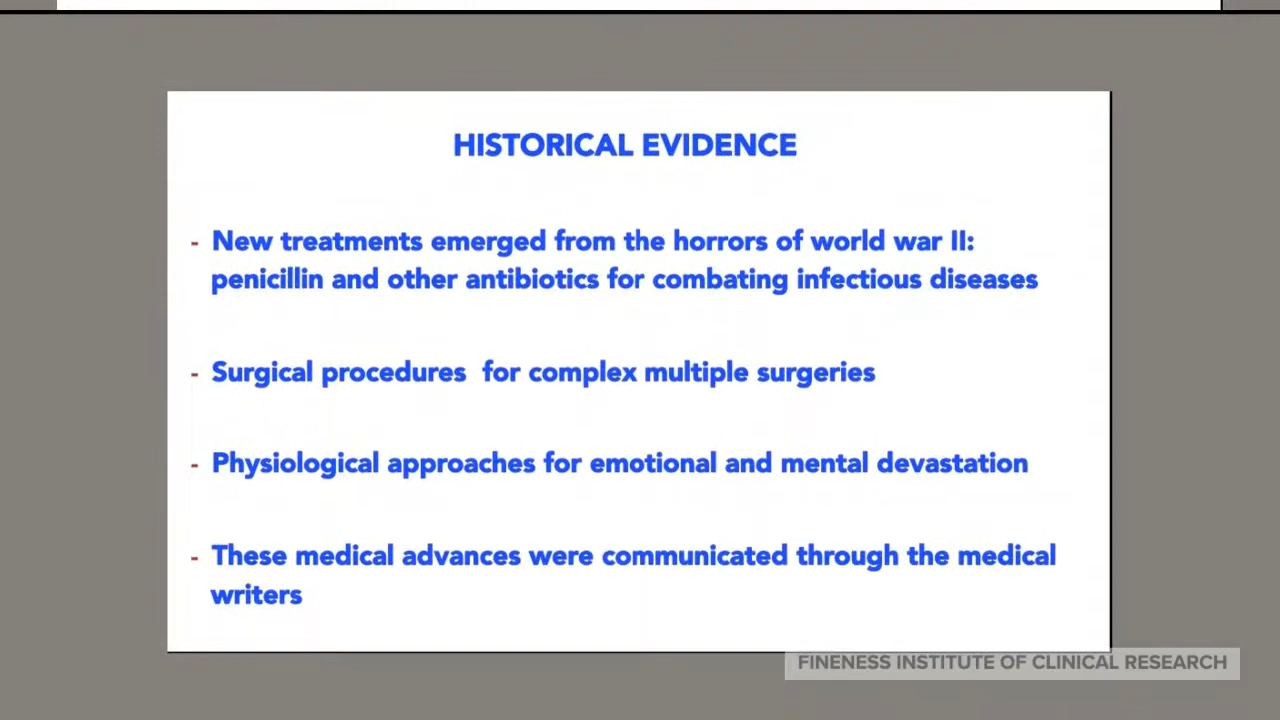 HISTORICAL EVIDENCE
- New treatments emerged from the horrors of world war II:
penicillin and other antibiotics for combating infectious diseases
- Surgical procedures  for complex multiple surgeries
- Physiological approaches for emotional and mental devastation
- These medical advances were communicated through the medical
writers
FINENESS INSTITUTE OF CLINICAL RESEARCH